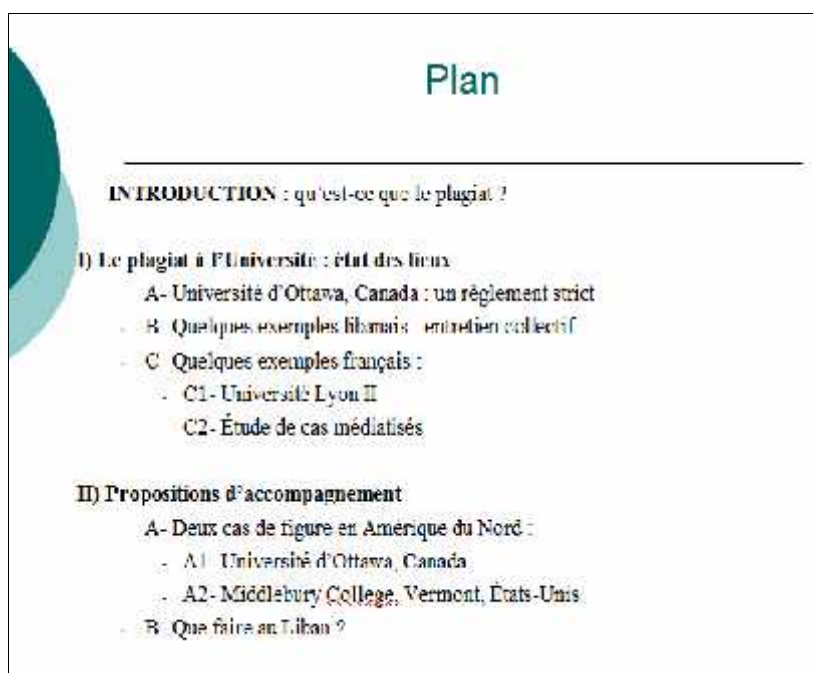 Plan
INTRODUCTION : qu'est-ce que le plagiat ?
I) Le plagiat à l'Université : état des lieux
A- Université d'Ottawa, Canada : un règlement strict
- B Quelques exemples libanais : entretien collectif
- C Quelques exemples français :
- C1- Université Lyon II
C2- Étude de cas médiatisés
II) Propositions d'accompagnement
A- Deux cas de figure en Amérique du Nord :
- A1 Université d'Ottawa, Canada
- A2- Middlebury College, Vermont, États-Unis
- B Que faire au Liban ?